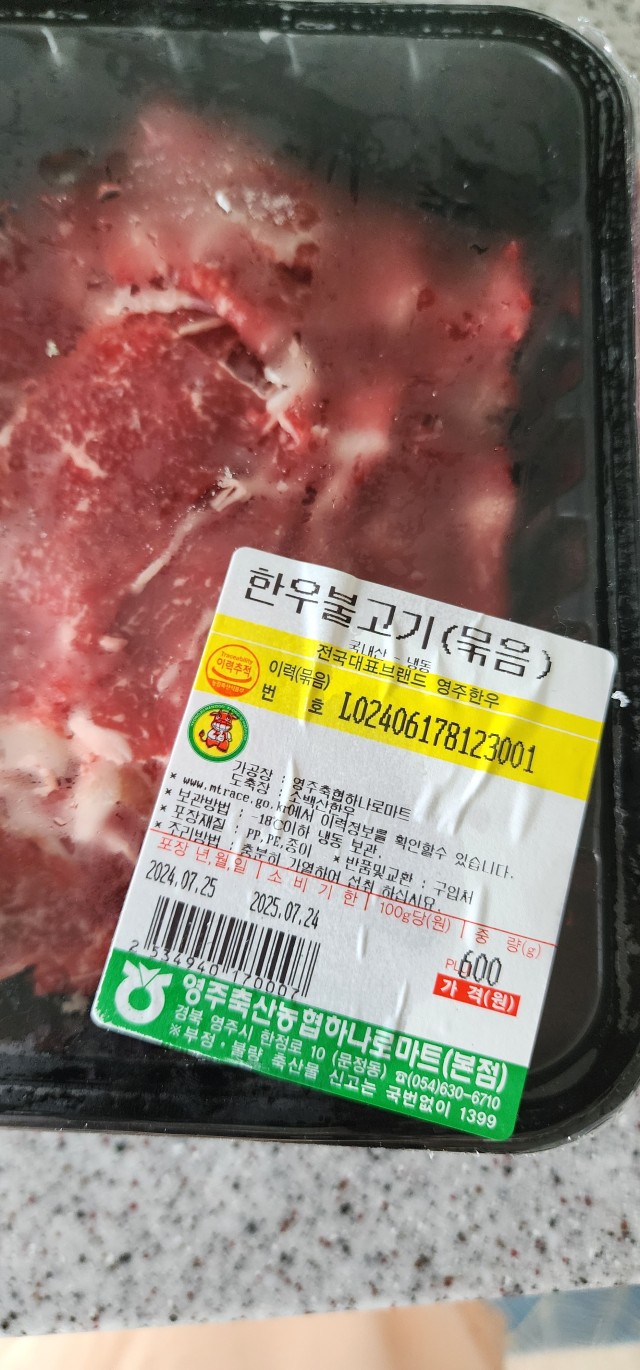 한우불고기(묶음)
국내산 - 냉동
전국대표브랜드 영주한우
Traceability
이력추적
이력(묶음)
번 호 L02406178123001
가공장 : 영주축협하나로마트
도축장 : 소백산한우
* www.mtrace.go.kr에서 이력정보를 확인할수 있습니다.
* 보관방법 : -18℃이하 냉동 보관.
* 포장재질 : PP,PE,종이 * 반품및교환 : 구입처
* 조리방법 : 충분히 가열하여 섭취 하십시요
포장 년,월,일 소 비 기 한 100g당(원) 중 량(g)
2024.07.25 2025.07.24
600
가 격(원)
2 534940 170007
영주축산농협하나로마트(본점)
경북 영주시 한정로 10 (문정동) ☎(054)630-6710
※부정·불량 축산물 신고는 국번없이 1399